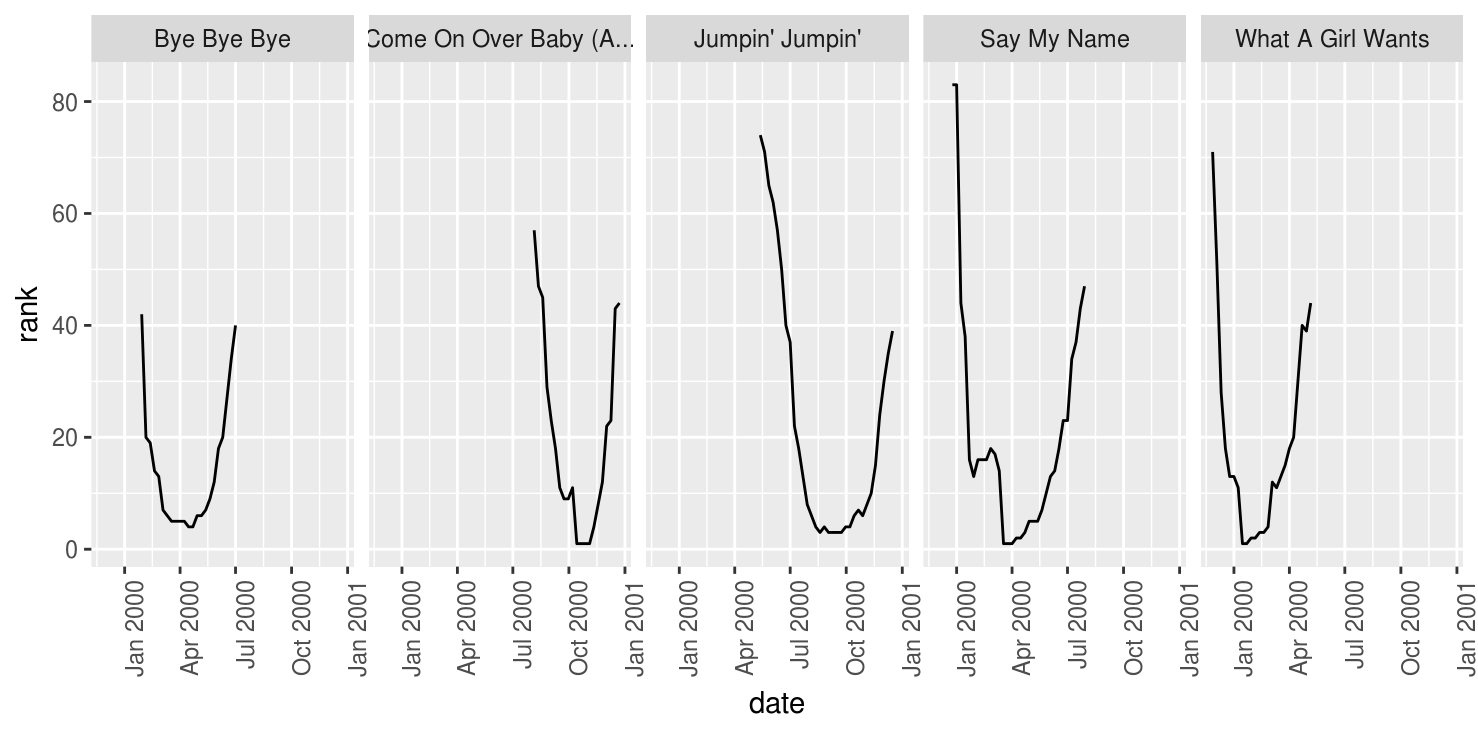 Bye Bye Bye
Come On Over Baby (A...
Jumpin' Jumpin'
Say My Name
What A Girl Wants
rank
80
60
40
20
0
Jan 2000
Apr 2000
Jul 2000
Oct 2000
Jan 2001
Jan 2000
Apr 2000
Jul 2000
Oct 2000
Jan 2001
Jan 2000
Apr 2000
Jul 2000
Oct 2000
Jan 2001
Jan 2000
Apr 2000
Jul 2000
Oct 2000
Jan 2001
Jan 2000
Apr 2000
Jul 2000
Oct 2000
Jan 2001
date